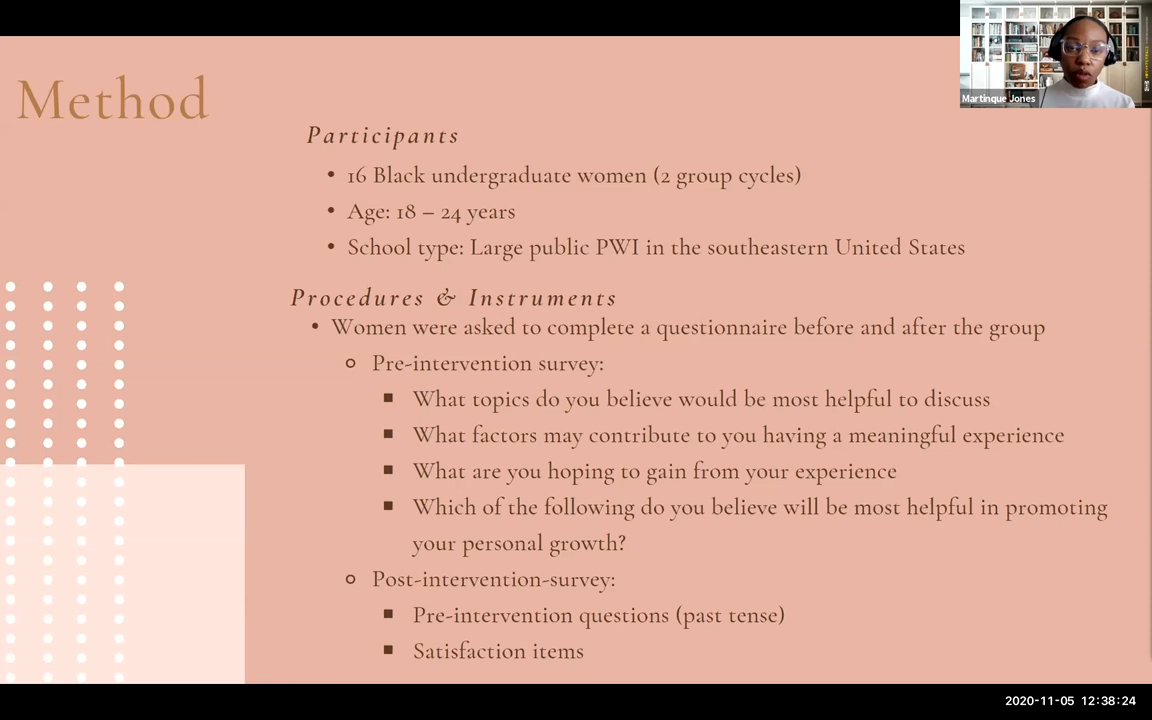 Method
Martinque Jones
Participants
• 16 Black undergraduate women (2 group cycles)
• Age: 18 – 24 years
• School type: Large public PWI in the southeastern United States
Procedures & Instruments
• Women were asked to complete a questionnaire before and after the group
o Pre-intervention survey:
▪ What topics do you believe would be most helpful to discuss
▪ What factors may contribute to you having a meaningful experience
▪ What are you hoping to gain from your experience
▪ Which of the following do you believe will be most helpful in promoting
your personal growth?
o Post-intervention-survey:
▪ Pre-intervention questions (past tense)
▪ Satisfaction items
2020-11-05 12:38:24